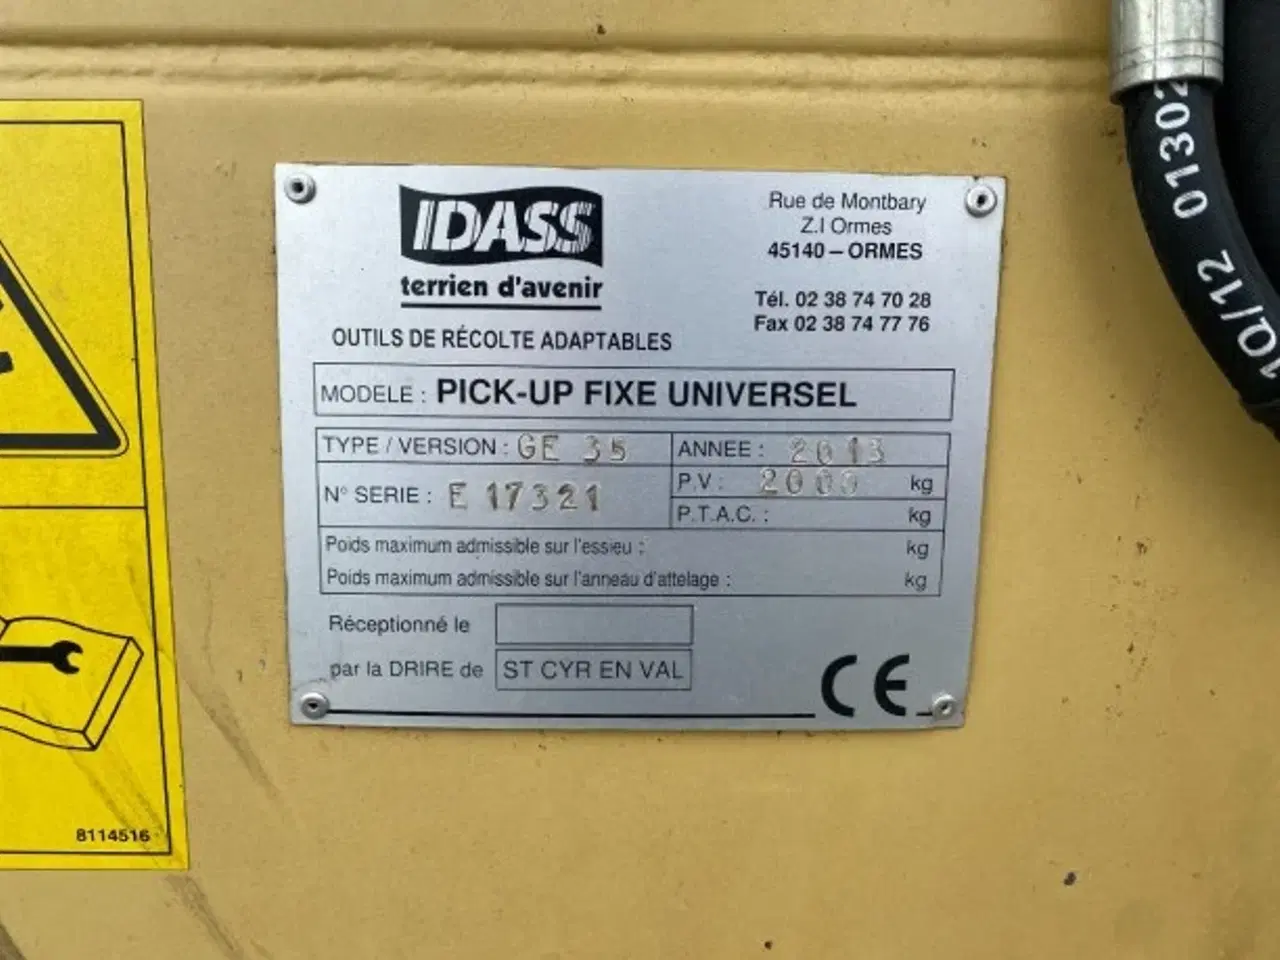 IDASS
terrien d'avenir
OUTILS DE RÉCOLTE ADAPTABLES
Rue de Montbary
Z.I Ormes
45140 – ORMES
Tél. 02 38 74 70 28
Fax 02 38 74 77 76
MODELE : PICK-UP FIXE UNIVERSEL
TYPE / VERSION : GE 35
ANNEE : 2013
N° SERIE : E 17321
P.V : 2000 kg
P.T.A.C. : kg
Poids maximum admissible sur l'essieu : kg
Poids maximum admissible sur l'anneau d'attelage : kg
Réceptionné le
par la DRIRE de ST CYR EN VAL
CE
8114516
1Q/12 01302